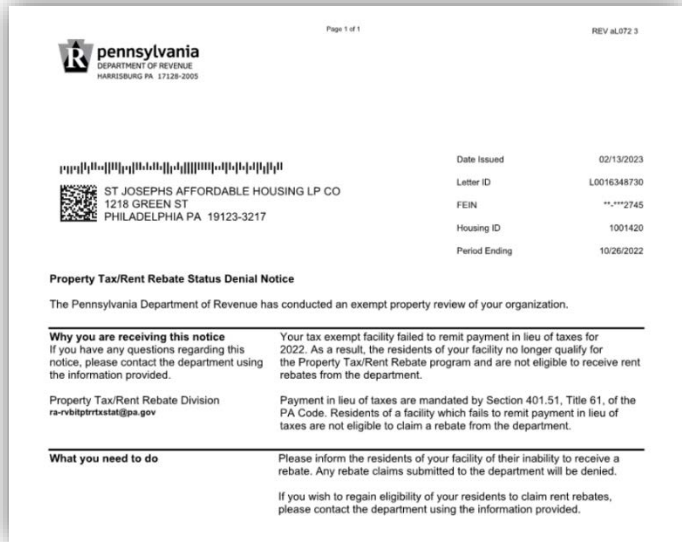 Page 1 of 1
REV aL072 3
R pennsylvania
DEPARTMENT OF REVENUE
HARRISBURG PA 17128-2005
ST JOSEPHS AFFORDABLE HOUSING LP CO
1218 GREEN ST
PHILADELPHIA PA 19123-3217
Date Issued 02/13/2023
Letter ID L0016348730
FEIN **-***2745
Housing ID 1001420
Period Ending 10/26/2022
Property Tax/Rent Rebate Status Denial Notice
The Pennsylvania Department of Revenue has conducted an exempt property review of your organization.
Why you are receiving this notice
If you have any questions regarding this
notice, please contact the department using
the information provided.
Property Tax/Rent Rebate Division
ra-rvbitptrrtxstat@pa.gov
Your tax exempt facility failed to remit payment in lieu of taxes for
2022. As a result, the residents of your facility no longer qualify for
the Property Tax/Rent Rebate program and are not eligible to receive rent
rebates from the department.
Payment in lieu of taxes are mandated by Section 401.51, Title 61, of the
PA Code. Residents of a facility which fails to remit payment in lieu of
taxes are not eligible to claim a rebate from the department.
What you need to do
Please inform the residents of your facility of their inability to receive a
rebate. Any rebate claims submitted to the department will be denied.
If you wish to regain eligibility of your residents to claim rent rebates,
please contact the department using the information provided.